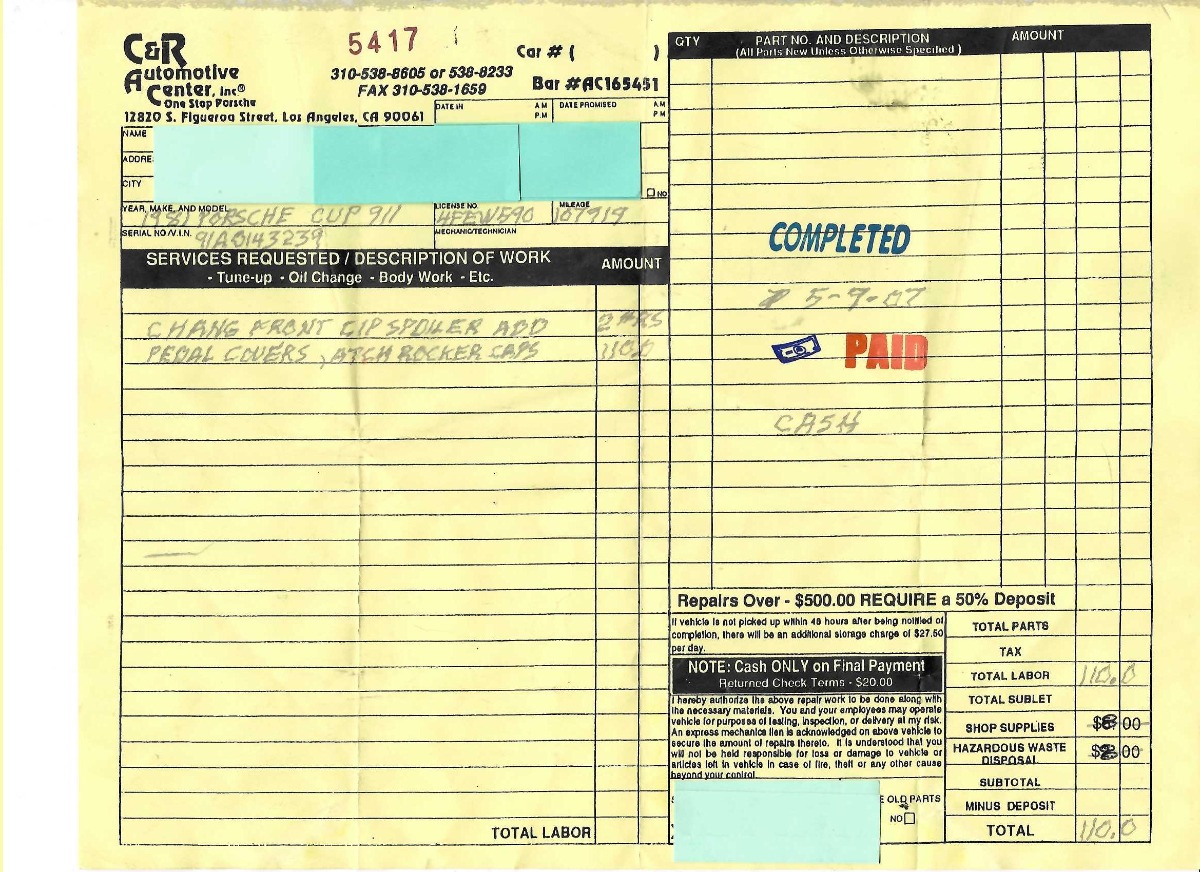 C&R
Automotive
Center, Inc®
One Stop Porsche
12820 S. Figueroa Street, Los Angeles, CA 90061
5417
310-538-8605 or 538-8233
FAX 310-538-1659
Car # ( )
Bar #AC165451
DATE IN A M P.M DATE PROMISED A M P M
NAME
ADDRE
CITY
NO
YEAR, MAKE, AND MODEL LICENSE NO. MILEAGE
PORSCHE CUP 911 4FEWE90 107919
SERIAL NO./V.I.N. MECHANIC/TECHNICIAN
91A0143239
SERVICES REQUESTED / DESCRIPTION OF WORK AMOUNT
- Tune-up - Oil Change - Body Work - Etc.
CHANG FRONT LIP SPOILER ADD 2 HRS
PEDAL COVERS, ATCH ROCKER CAPS 110.0
TOTAL LABOR
QTY PART NO. AND DESCRIPTION AMOUNT
(All Parts New Unless Otherwise Specified )
COMPLETED
5-7-07
PAID
CASH
Repairs Over - $500.00 REQUIRE a 50% Deposit
If vehicle is not picked up within 48 hours after being notified of
completion, there will be an additional storage charge of $27.50
per day.
NOTE: Cash ONLY on Final Payment
Returned Check Terms - $20.00
I hereby authorize the above repair work to be done along with
the necessary materials. You and your employees may operate
vehicle for purposes of testing, inspection, or delivery at my risk.
An express mechanics lien is acknowledged on above vehicle to
secure the amount of repairs thereto. It is understood that you
will not be held responsible for loss or damage to vehicle or
articles left in vehicle in case of fire, theft or any other cause
beyond your control.
E OLD PARTS
NO
TOTAL PARTS
TAX
TOTAL LABOR 110.0
TOTAL SUBLET
SHOP SUPPLIES 00
HAZARDOUS WASTE
DISPOSAL 00
SUBTOTAL
MINUS DEPOSIT
TOTAL 110.0